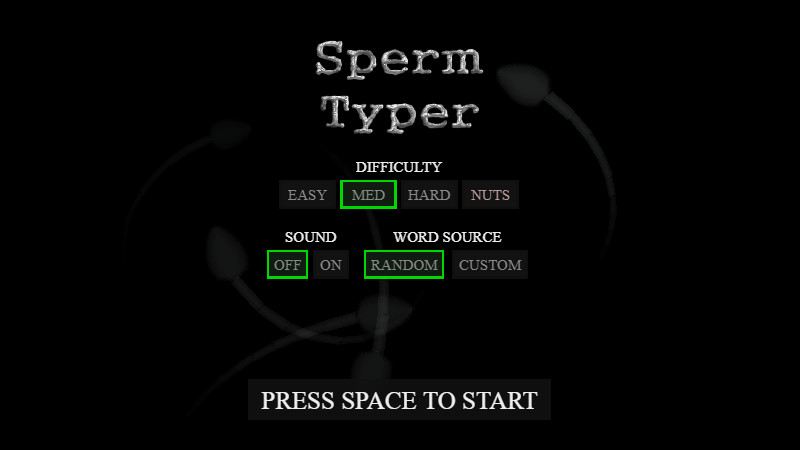 Sperm
Typer
DIFFICULTY
EASY MED HARD NUTS
SOUND WORD SOURCE
OFF ON RANDOM CUSTOM
PRESS SPACE TO START